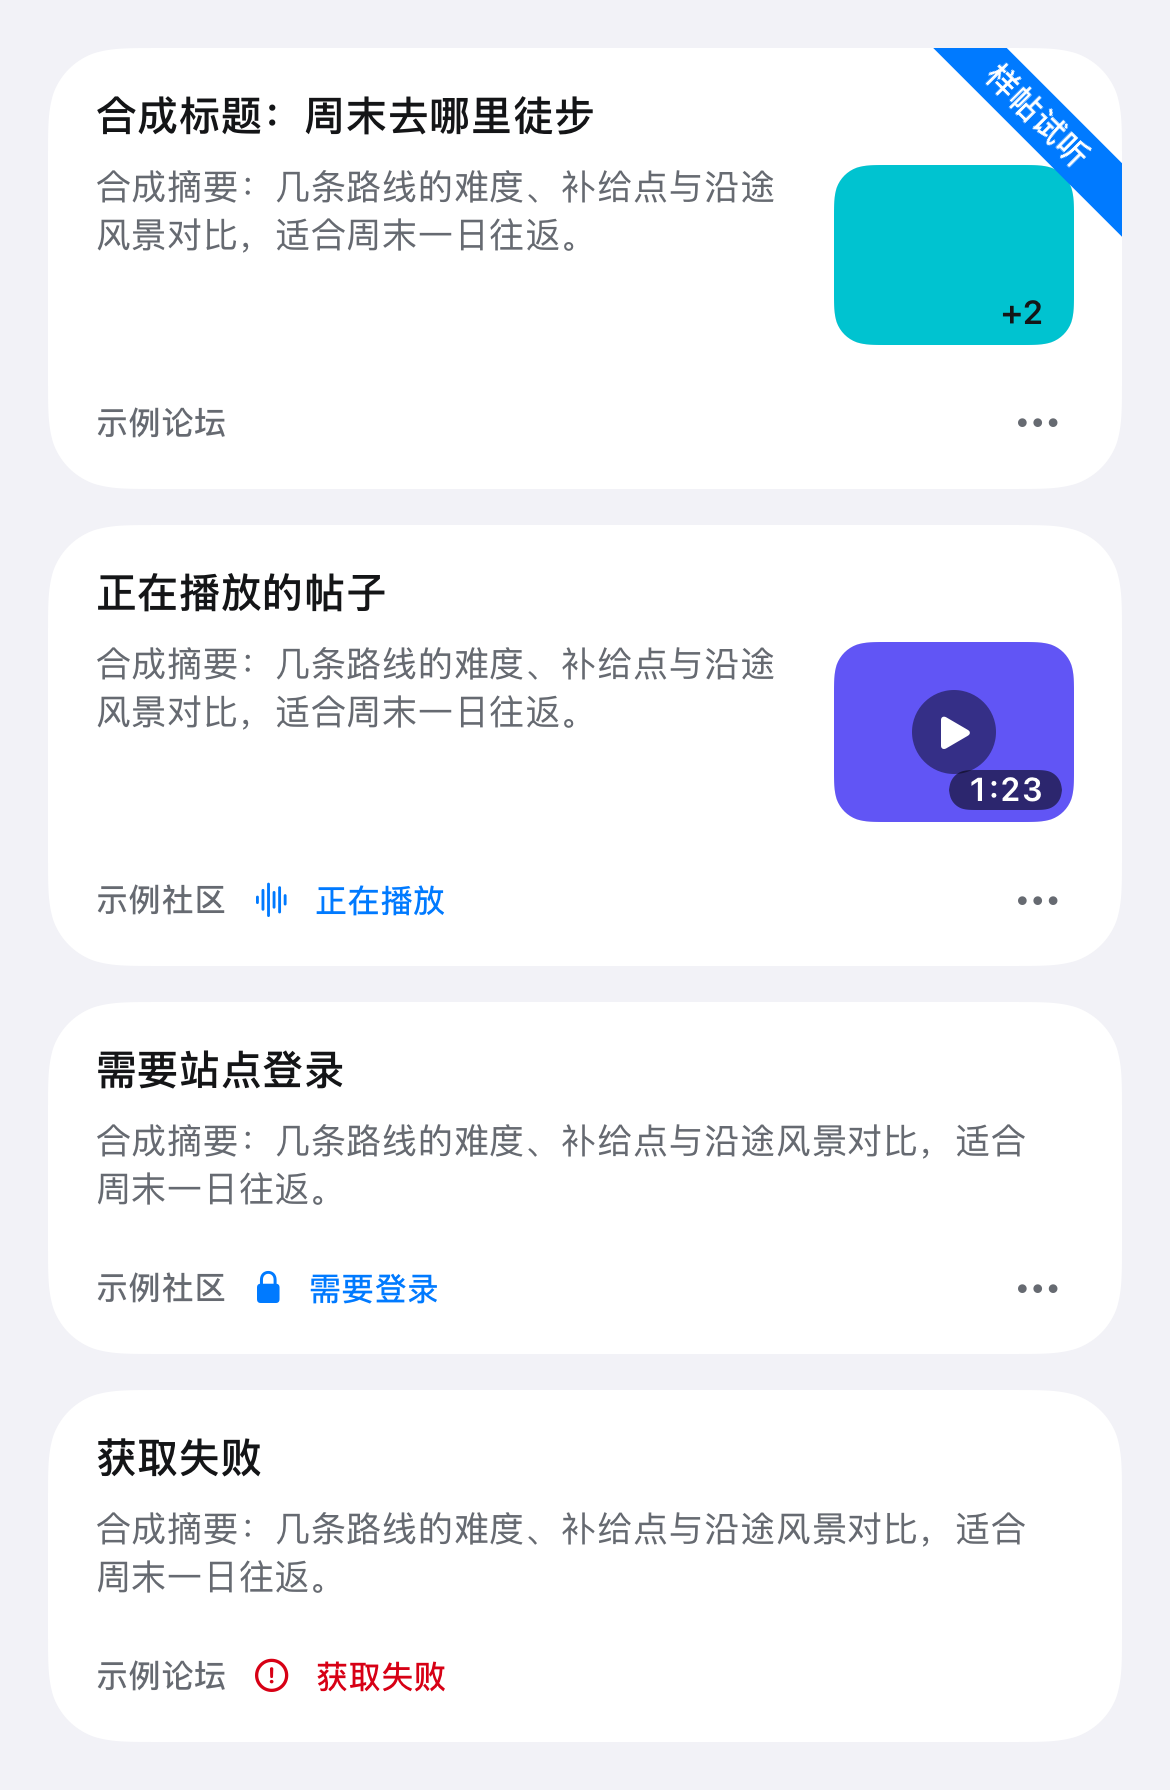 合成标题：周末去哪里徒步
样帖试听
合成摘要：几条路线的难度、补给点与沿途
风景对比，适合周末一日往返。
+2
示例论坛
正在播放的帖子
合成摘要：几条路线的难度、补给点与沿途
风景对比，适合周末一日往返。
1:23
示例社区 正在播放
需要站点登录
合成摘要：几条路线的难度、补给点与沿途风景对比，适合
周末一日往返。
示例社区 需要登录
获取失败
合成摘要：几条路线的难度、补给点与沿途风景对比，适合
周末一日往返。
示例论坛 获取失败